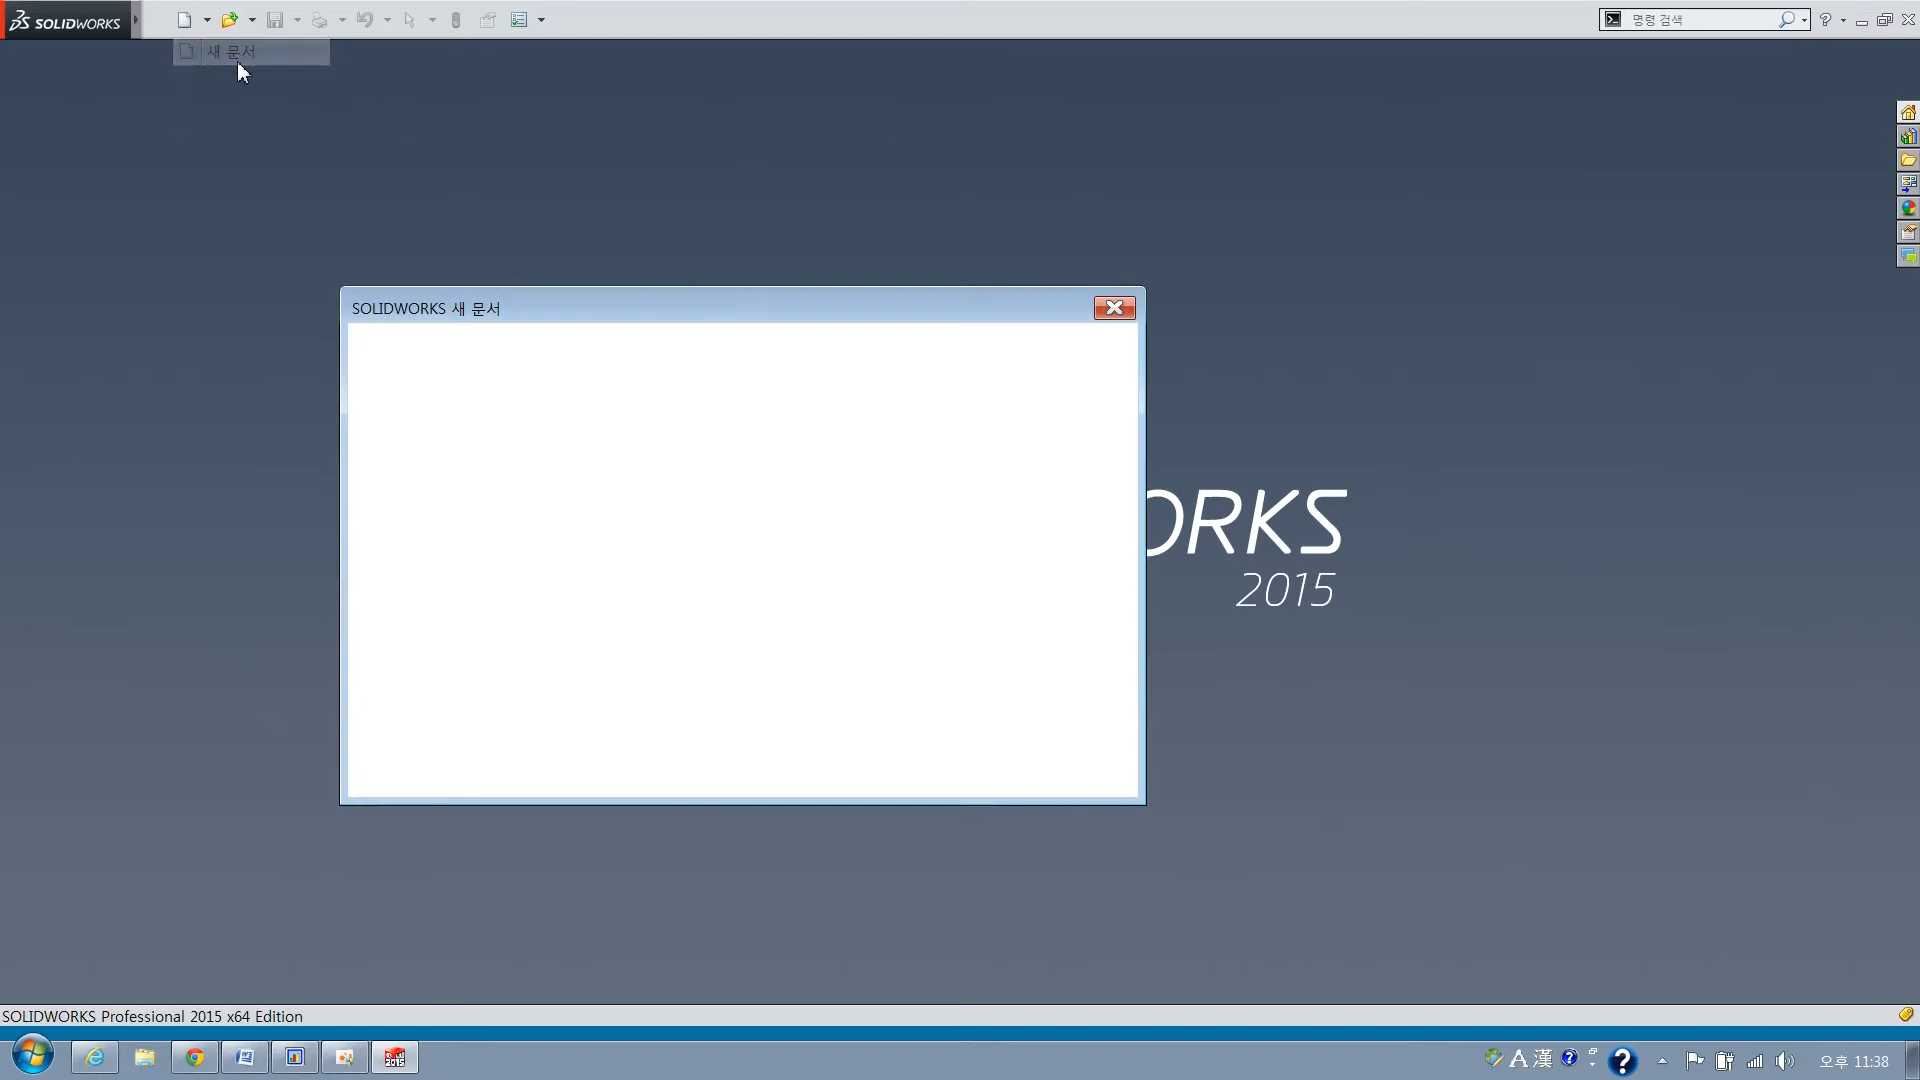 SOLIDWORKS
명령 검색
새 문서
SOLIDWORKS 새 문서
ORKS
2015
SOLIDWORKS Professional 2015 x64 Edition
A 漢
오후 11:38